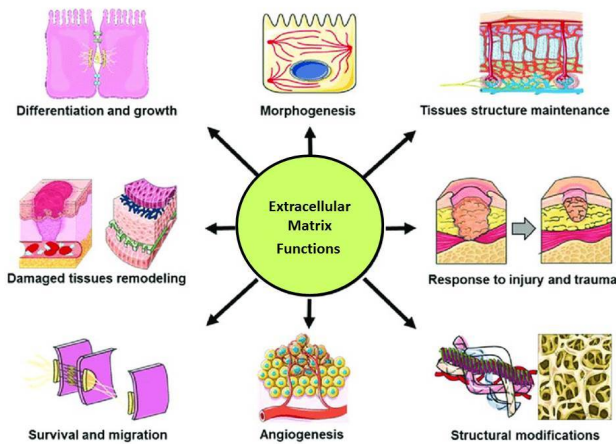 Differentiation and growth
Morphogenesis
Tissues structure maintenance
Extracellular
Matrix
Functions
Damaged tissues remodeling
Response to injury and trauma
Survival and migration
Angiogenesis
Structural modifications